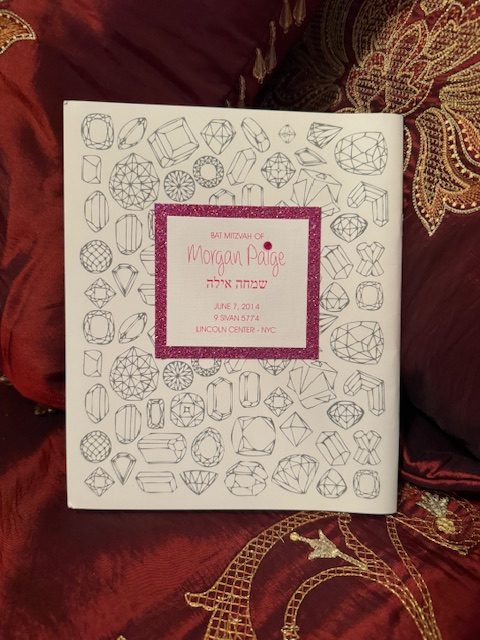 BAT MITZVAH OF
Morgan Paige
שמחה אילה
JUNE 7, 2014
9 SIVAN 5774
LINCOLN CENTER! - NYC